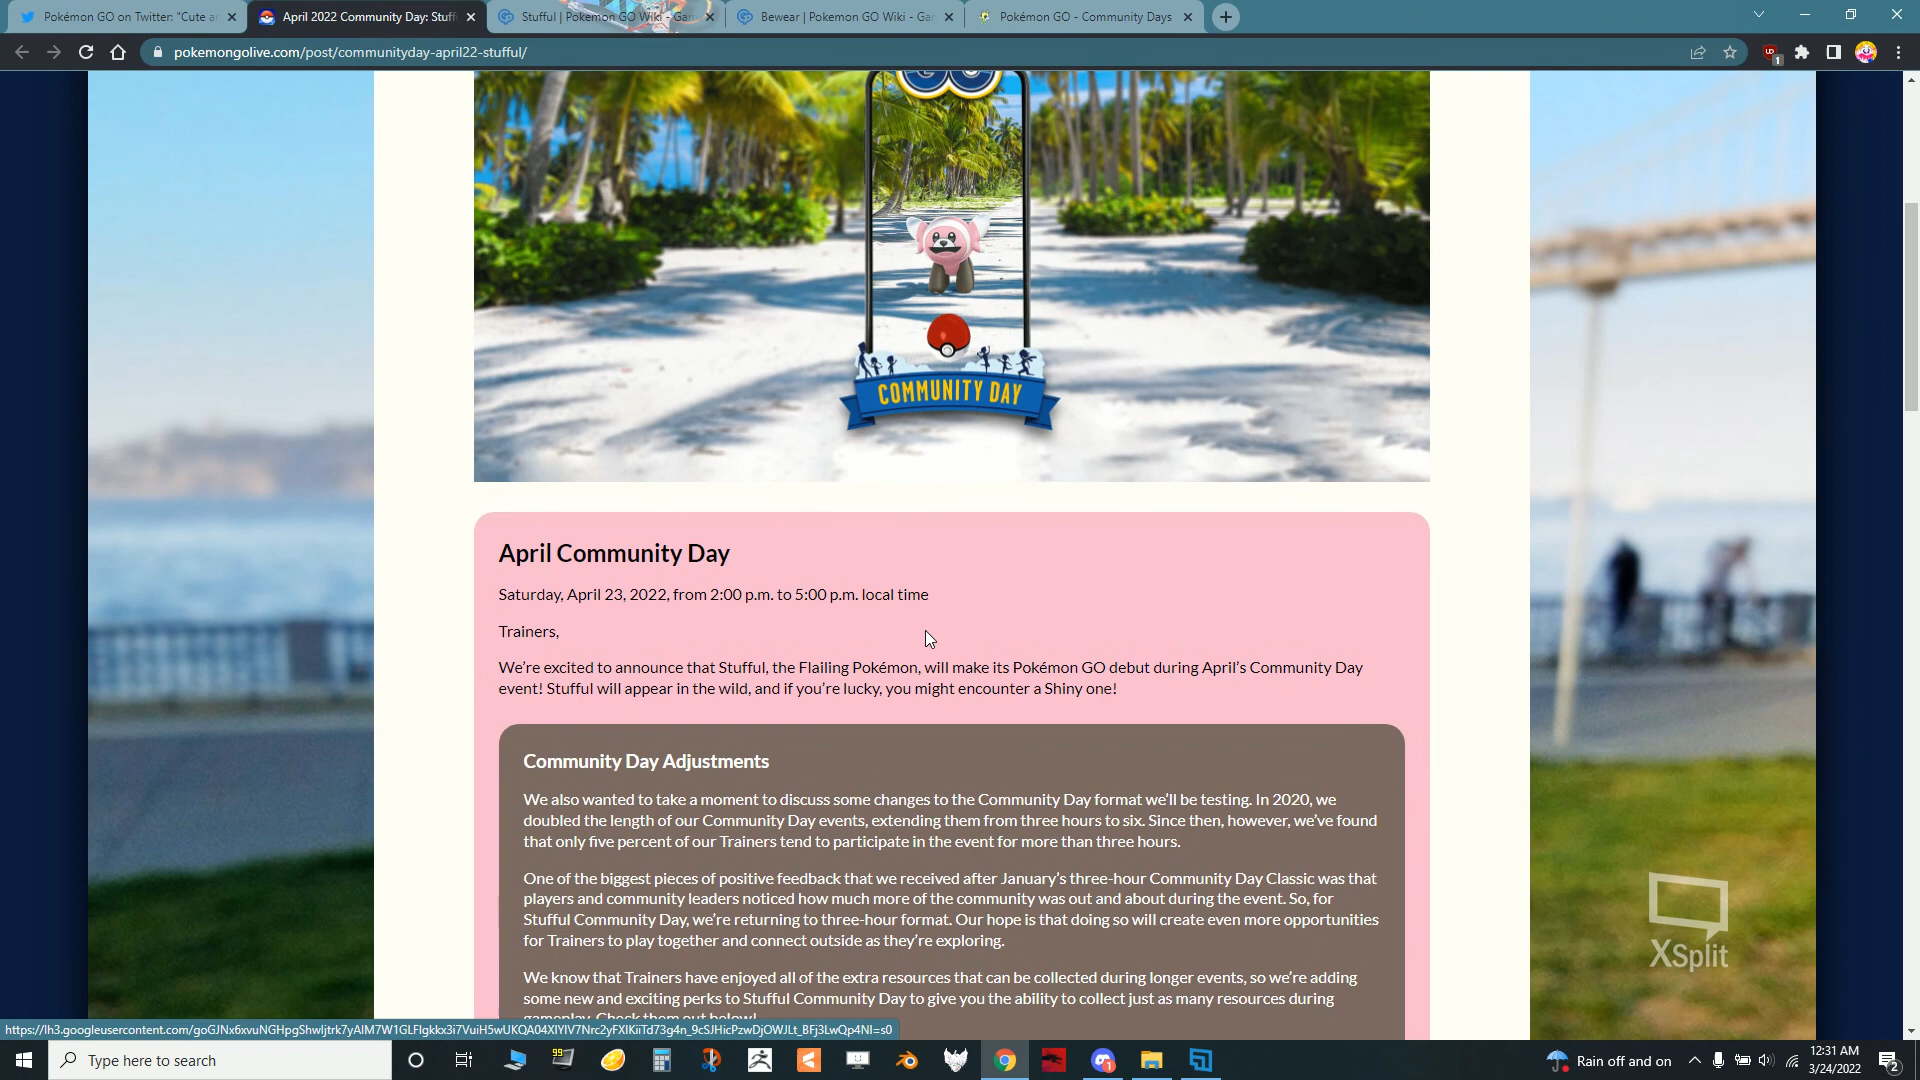 Pokémon GO on Twitter: "Cute a
April 2022 Community Day: Stuff
Stufful | Pokemon GO Wiki - Gam
Bewear | Pokemon GO Wiki - Gar
Pokémon GO - Community Days
pokemongolive.com/post/communityday-april22-stufful/
1
COMMUNITY DAY
April Community Day
Saturday, April 23, 2022, from 2:00 p.m. to 5:00 p.m. local time
Trainers,
We're excited to announce that Stufful, the Flailing Pokémon, will make its Pokémon GO debut during April's Community Day
event! Stufful will appear in the wild, and if you're lucky, you might encounter a Shiny one!
Community Day Adjustments
We also wanted to take a moment to discuss some changes to the Community Day format we'll be testing. In 2020, we
doubled the length of our Community Day events, extending them from three hours to six. Since then, however, we've found
that only five percent of our Trainers tend to participate in the event for more than three hours.
One of the biggest pieces of positive feedback that we received after January's three-hour Community Day Classic was that
players and community leaders noticed how much more of the community was out and about during the event. So, for
Stufful Community Day, we're returning to three-hour format. Our hope is that doing so will create even more opportunities
for Trainers to play together and connect outside as they're exploring.
We know that Trainers have enjoyed all of the extra resources that can be collected during longer events, so we're adding
some new and exciting perks to Stufful Community Day to give you the ability to collect just as many resources during
gameplay. Check them out below!
XSplit
Type here to search
99
1
Rain off and on
12:31 AM
3/24/2022
2